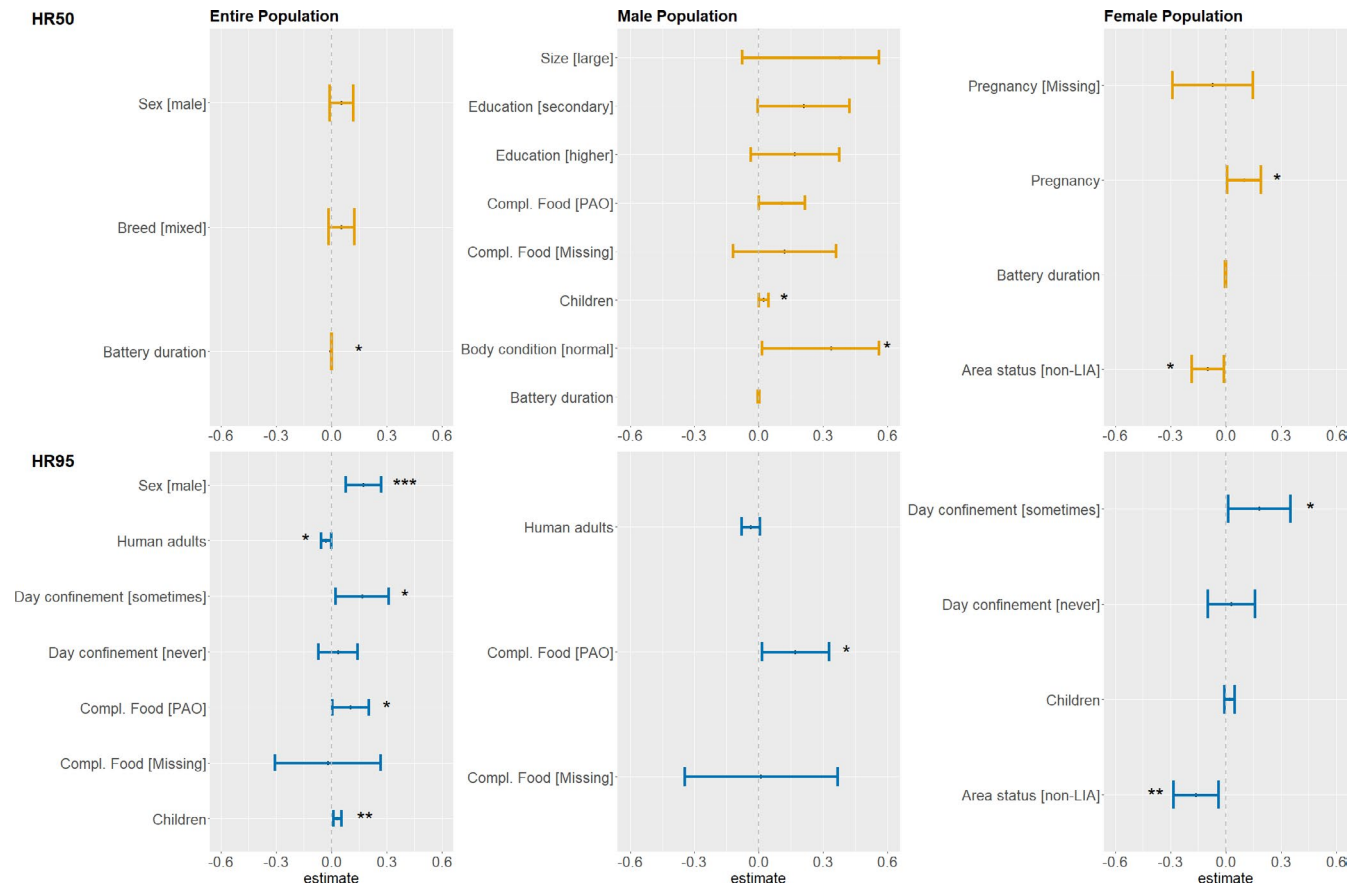 HR50
Entire Population
Male Population
Female Population
Sex [male]
Breed [mixed]
Battery duration
*
-0.6 -0.3 0.0 0.3 0.6
Size [large]
Education [secondary]
Education [higher]
Compl. Food [PAO]
Compl. Food [Missing]
Children
*
Body condition [normal]
*
Battery duration
-0.6 -0.3 0.0 0.3 0.6
Pregnancy [Missing]
Pregnancy
*
Battery duration
Area status [non-LIA]
*
-0.6 -0.3 0.0 0.3 0.6
HR95
Sex [male]
***
Human adults
*
Day confinement [sometimes]
*
Day confinement [never]
Compl. Food [PAO]
*
Compl. Food [Missing]
Children
**
-0.6 -0.3 0.0 0.3 0.6
estimate
Human adults
Compl. Food [PAO]
*
Compl. Food [Missing]
-0.6 -0.3 0.0 0.3 0.6
estimate
Day confinement [sometimes]
*
Day confinement [never]
Children
Area status [non-LIA]
**
-0.6 -0.3 0.0 0.3 0.6
estimate